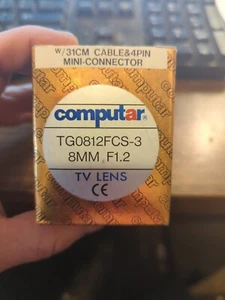 W/31CM CABLE&4PIN
MINI-CONNECTOR
computar®
TG0812FCS-3
8MM F1.2
TV LENS
CE